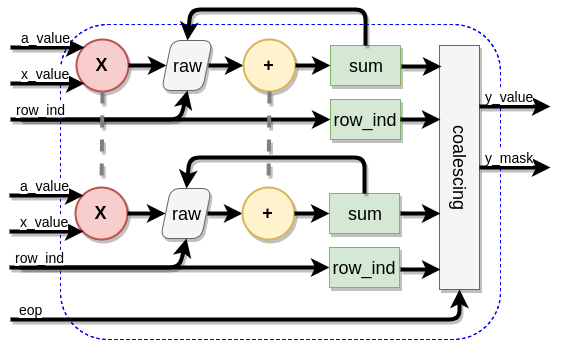 a_value
x_value
row_ind
X
raw
+
sum
row_ind
a_value
x_value
row_ind
X
raw
+
sum
row_ind
eop
coalescing
y_value
y_mask